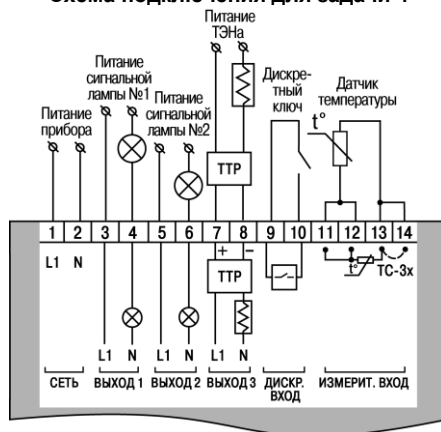 Схема подключения для задачи 1
Питание
ТЭНа
Питание
сигнальной
лампы №1
Питание
сигнальной
лампы №2
Питание
прибора
Дискре-
тный
ключ
Датчик
температуры
t°
ТТР
1 2 3 4 5 6 7 8 9 10 11 12 13 14
L1 N
+ −
ТТР
t° ТС-3х
L1 N L1 N L1 N
СЕТЬ ВЫХОД 1 ВЫХОД 2 ВЫХОД 3 ДИСКР. ВХОД ИЗМЕРИТ. ВХОД